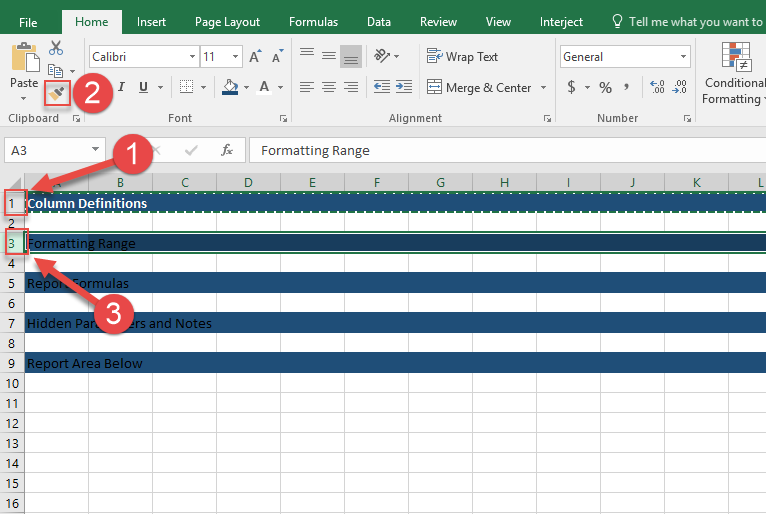 File Home Insert Page Layout Formulas Data Review View Interject Tell me what you want to
Calibri 11 A A Wrap Text General
Paste 2 I U A Merge & Center $ % , .0 .00 .00 .0 Conditional Formatting
Clipboard Font Alignment Number
A3 1 fx Formatting Range
A B C D E F G H I J K L
1 Column Definitions
2
3 Formatting Range
4
5 Report Formulas
3
6
7 Hidden Parameters and Notes
8
9 Report Area Below
10
11
12
13
14
15
16